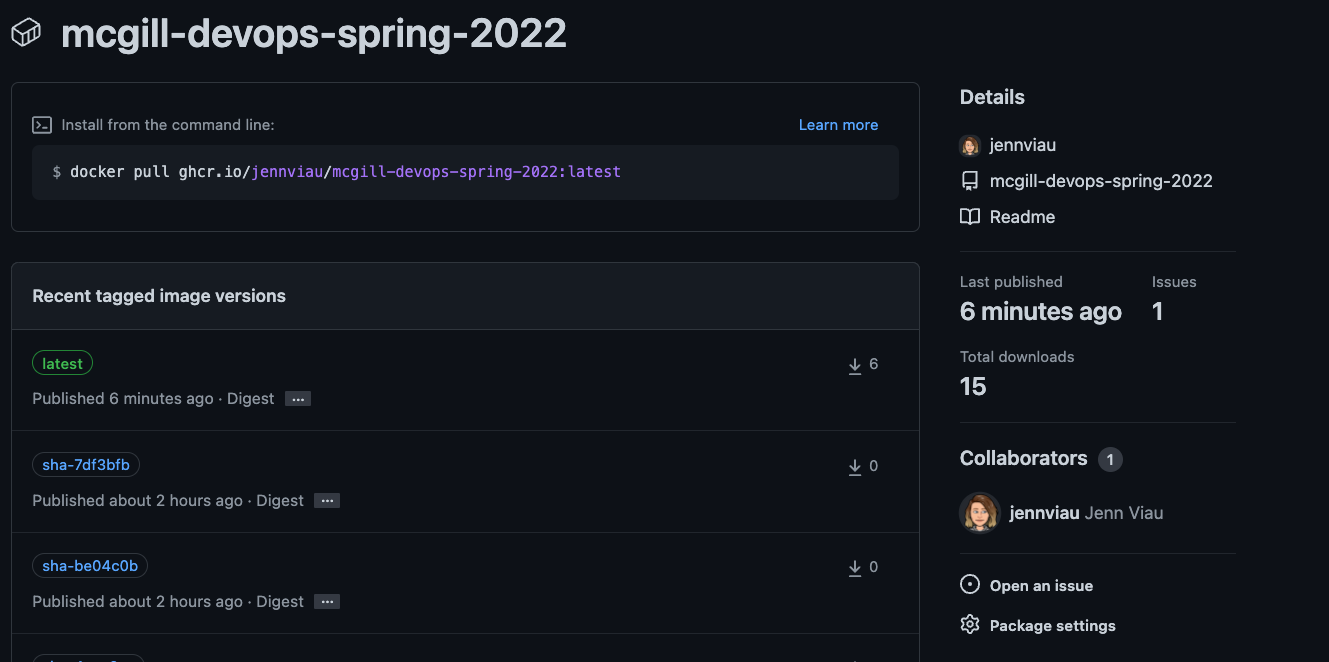 mcgill-devops-spring-2022
Install from the command line:
Learn more
$ docker pull ghcr.io/jennviau/mcgill-devops-spring-2022:latest
Recent tagged image versions
latest
6
Published 6 minutes ago · Digest ...
sha-7df3bfb
0
Published about 2 hours ago · Digest ...
sha-be04c0b
0
Published about 2 hours ago · Digest ...
Details
jennviau
mcgill-devops-spring-2022
Readme
Last published
Issues
6 minutes ago
1
Total downloads
15
Collaborators 1
jennviau Jenn Viau
Open an issue
Package settings